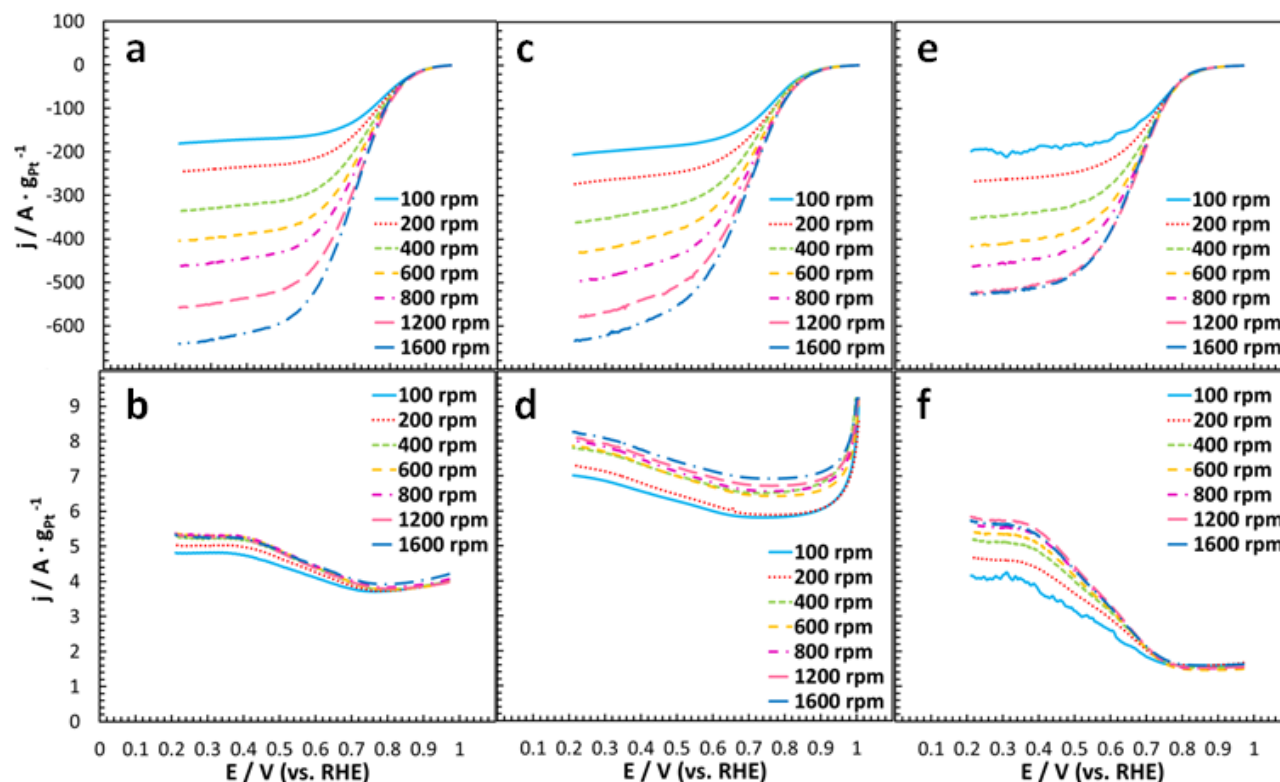 a
c
e
100
0
-100
-200
-300
-400
-500
-600
j / A · gPt -1
100 rpm
200 rpm
400 rpm
600 rpm
800 rpm
1200 rpm
1600 rpm
100 rpm
200 rpm
400 rpm
600 rpm
800 rpm
1200 rpm
1600 rpm
100 rpm
200 rpm
400 rpm
600 rpm
800 rpm
1200 rpm
1600 rpm
b
d
f
9
8
7
6
5
4
3
2
1
0
j / A · gPt -1
100 rpm
200 rpm
400 rpm
600 rpm
800 rpm
1200 rpm
1600 rpm
100 rpm
200 rpm
400 rpm
600 rpm
800 rpm
1200 rpm
1600 rpm
100 rpm
200 rpm
400 rpm
600 rpm
800 rpm
1200 rpm
1600 rpm
0 0.1 0.2 0.3 0.4 0.5 0.6 0.7 0.8 0.9 1
0.1 0.2 0.3 0.4 0.5 0.6 0.7 0.8 0.9 1
0.1 0.2 0.3 0.4 0.5 0.6 0.7 0.8 0.9 1
E / V (vs. RHE)
E / V (vs. RHE)
E / V (vs. RHE)